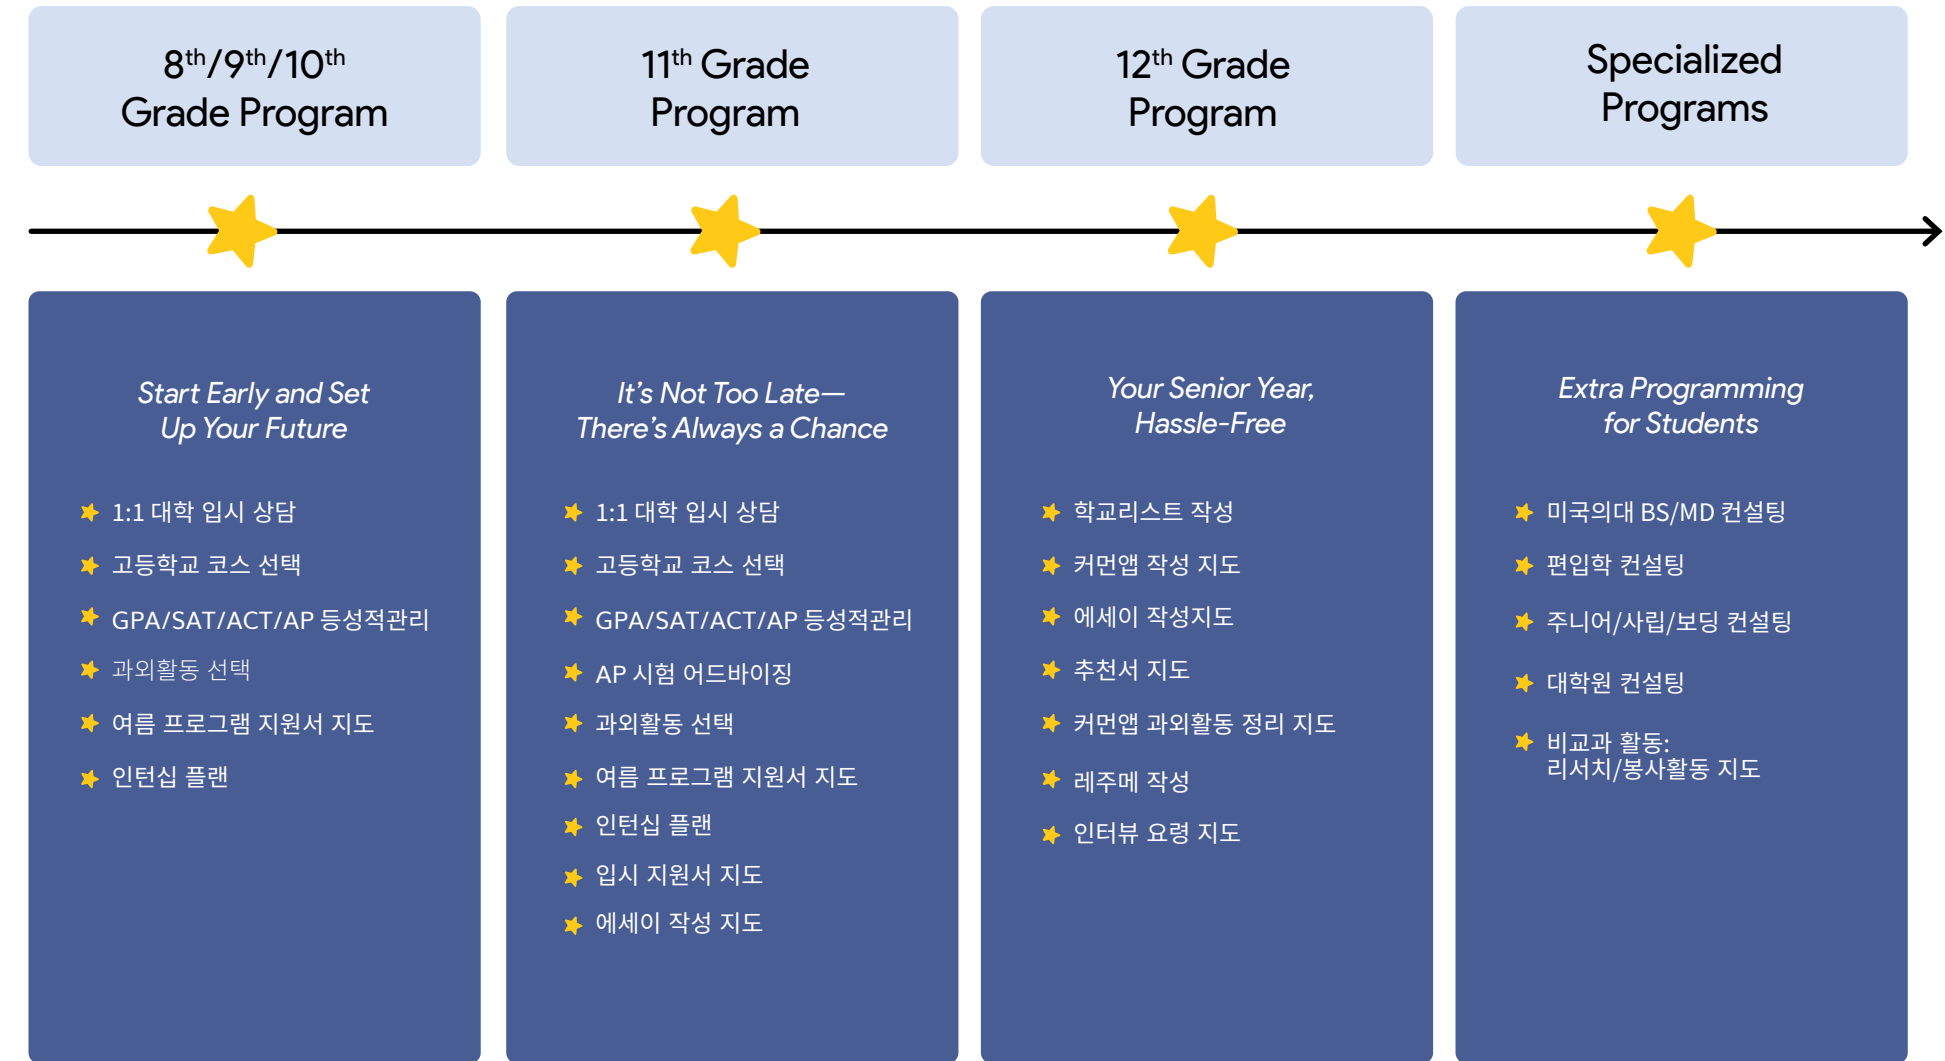 8th/9th/10th
Grade Program
11th Grade
Program
12th Grade
Program
Specialized
Programs
Start Early and Set
Up Your Future
1:1 대학 입시 상담
고등학교 코스 선택
GPA/SAT/ACT/AP 등성적관리
과외활동 선택
여름 프로그램 지원서 지도
인턴십 플랜
It's Not Too Late—
There's Always a Chance
1:1 대학 입시 상담
고등학교 코스 선택
GPA/SAT/ACT/AP 등성적관리
AP 시험 어드바이징
과외활동 선택
여름 프로그램 지원서 지도
인턴십 플랜
입시 지원서 지도
에세이 작성 지도
Your Senior Year,
Hassle-Free
학교리스트 작성
커먼앱 작성 지도
에세이 작성지도
추천서 지도
커먼앱 과외활동 정리 지도
레주메 작성
인터뷰 요령 지도
Extra Programming
for Students
미국의대 BS/MD 컨설팅
편입학 컨설팅
주니어/사립/보딩 컨설팅
대학원 컨설팅
비교과 활동:
리서치/봉사활동 지도